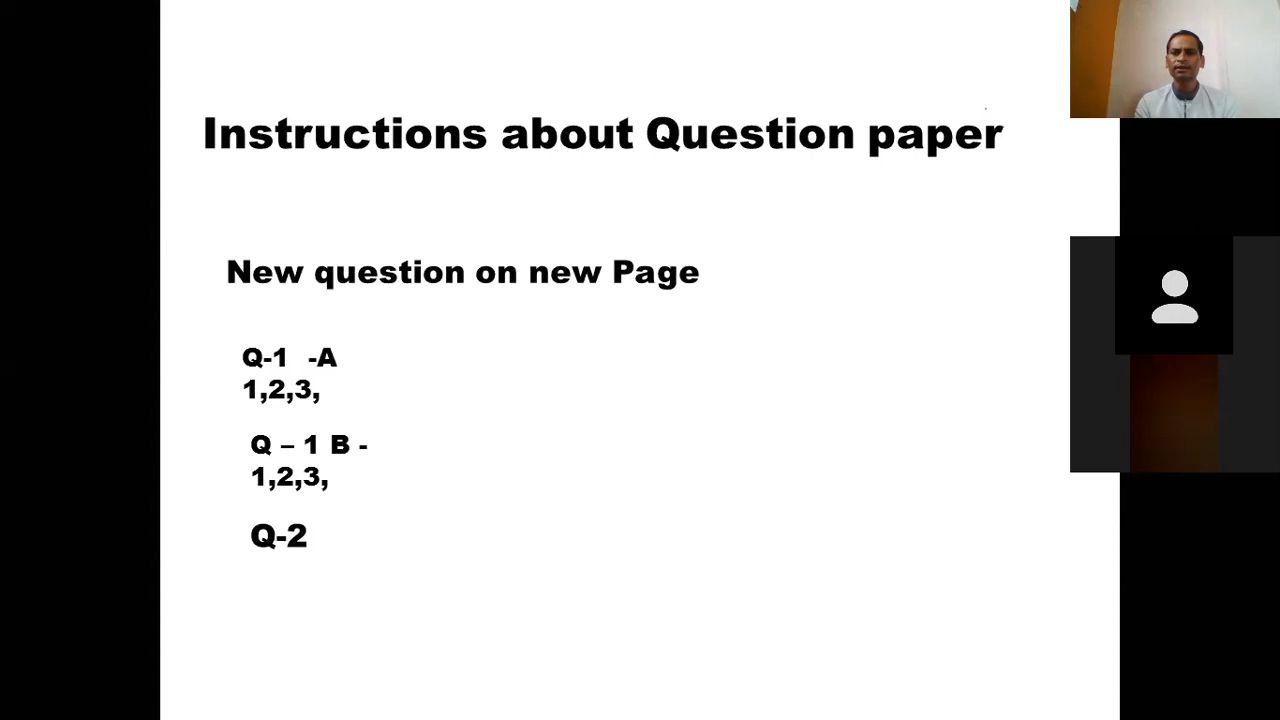 Instructions about Question paper
New question on new Page
Q-1 -A
1,2,3,
Q – 1 B -
1,2,3,
Q-2